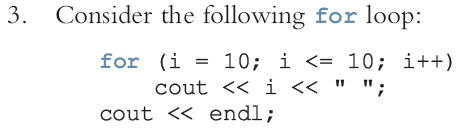 3. Consider the following for loop:
for (i = 10; i <= 10; i++)
cout << i << " ";
cout << endl;